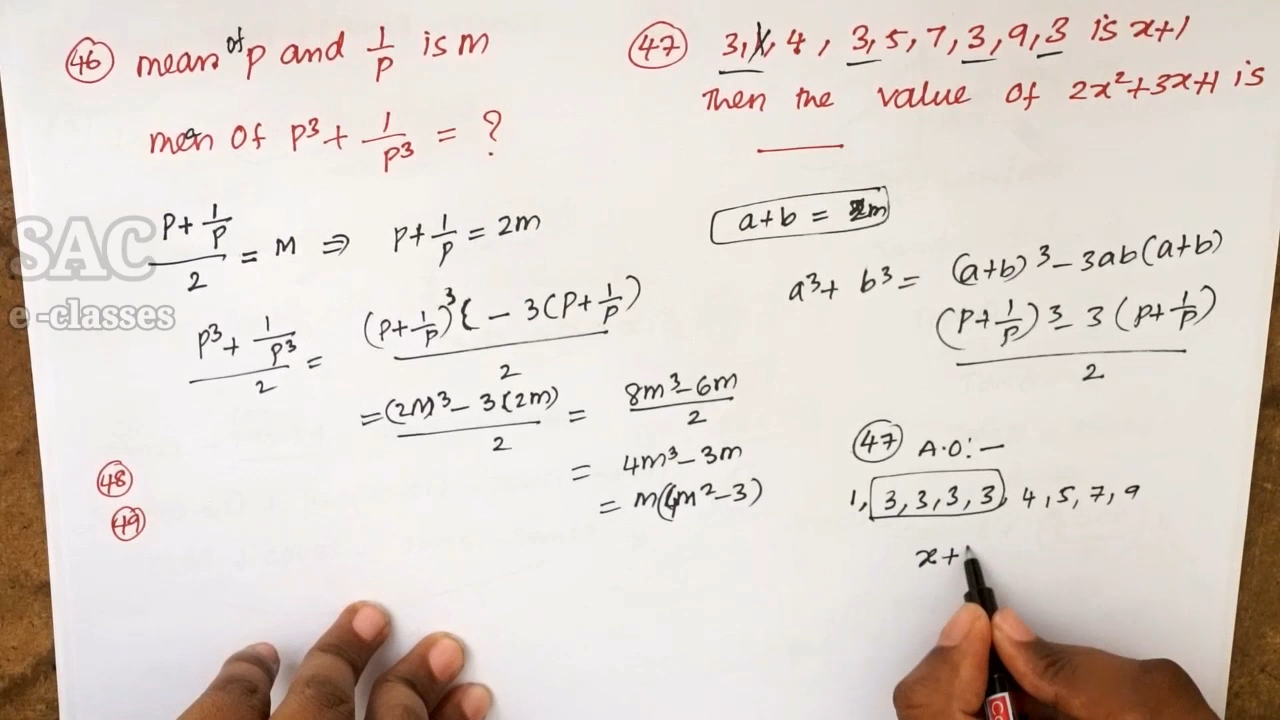 46 mean of p and 1/p is m
mean of p³ + 1/p³ = ?
(p + 1/p)/2 = m ⇒ p + 1/p = 2m
(p³ + 1/p³)/2 = ((p + 1/p)³ { - 3(p + 1/p))/2
= ((2m)³ - 3(2m))/2 = (8m³ - 6m)/2
= 4m³ - 3m
= m(4m² - 3)
48
49
47 3, 1, 4, 3, 5, 7, 3, 9, 3 is x+1
Then the value of 2x²+3x+1 is
a+b = 2m
a³ + b³ = (a+b)³ - 3ab(a+b)
((p + 1/p)³ - 3(p + 1/p))/2
47 A.O:-
1, 3, 3, 3, 3, 4, 5, 7, 9
x+
SAC
e-classes